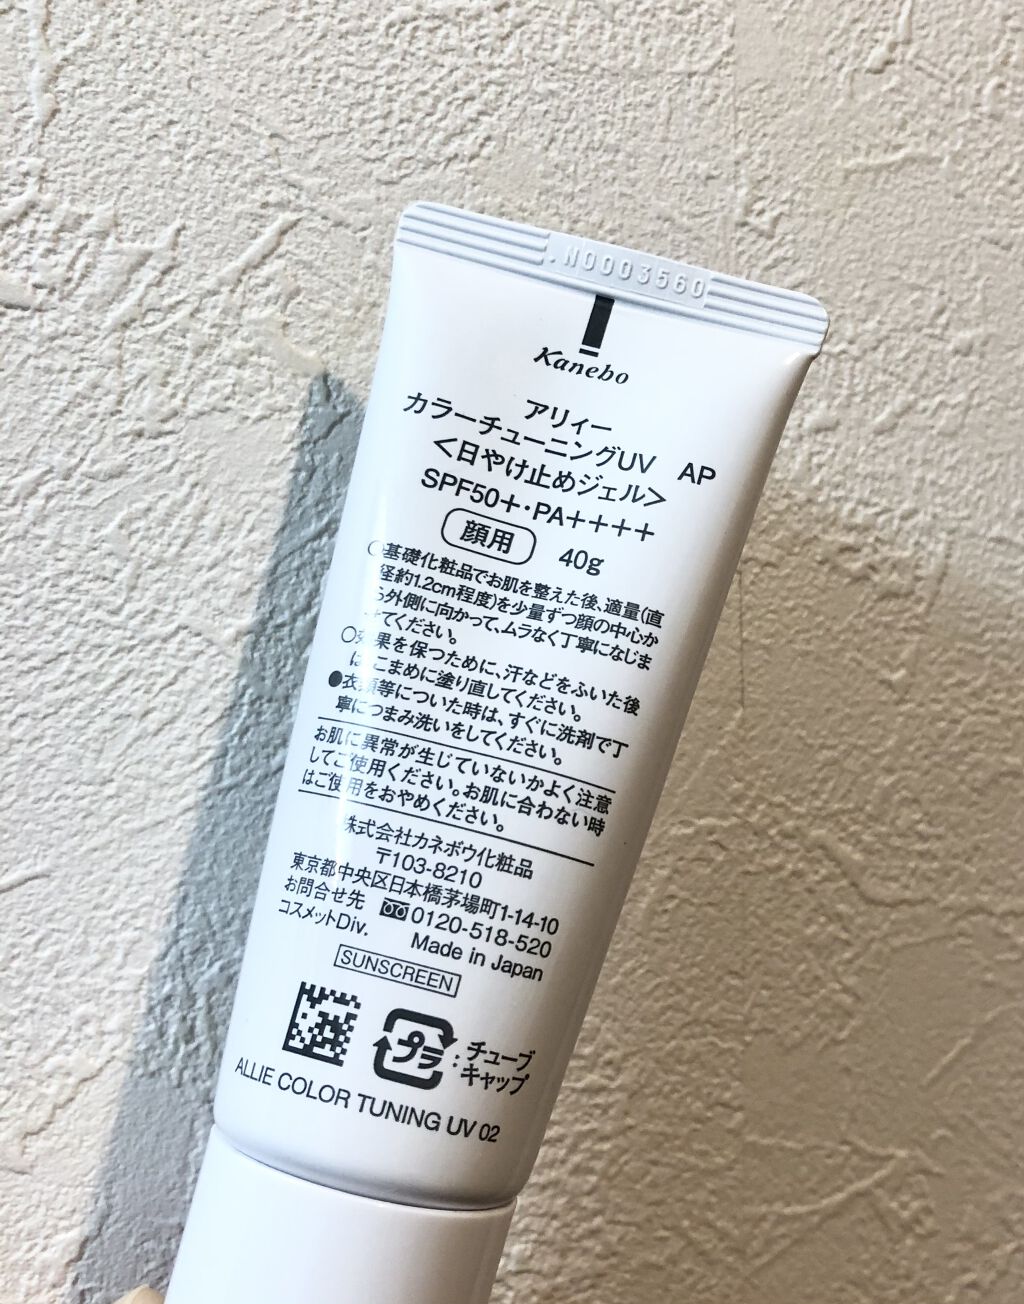 .N0003560
Kanebo
アリィー
カラーチューニングUV AP
<日やけ止めジェル>
SPF50+・PA++++
顔用 40g
○基礎化粧品でお肌を整えた後、適量(直
径約1.2cm程度)を少量ずつ顔の中心か
ら外側に向かって、ムラなく丁寧になじま
せてください。
○効果を保つために、汗などをふいた後
は、こまめに塗り直してください。
●衣類等についた時は、すぐに洗剤で丁
寧につまみ洗いをしてください。
お肌に異常が生じていないかよく注意
してご使用ください。お肌に合わない時
はご使用をおやめください。
株式会社カネボウ化粧品
〒103-8210
東京都中央区日本橋茅場町1-14-10
お問合せ先 0120-518-520
コスメットDiv. Made in Japan
SUNSCREEN
プラ : チューブ
キャップ
ALLIE COLOR TUNING UV 02